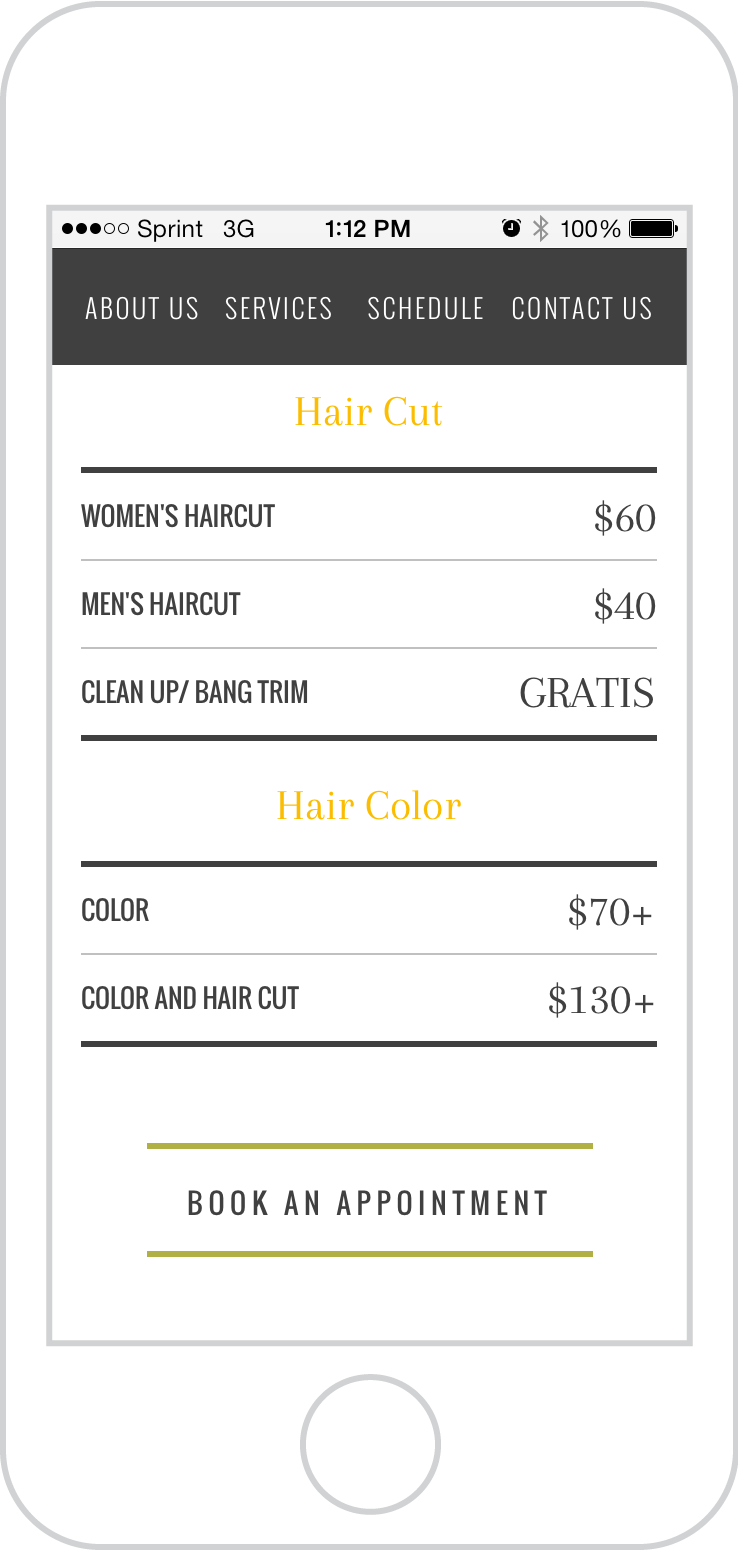 Sprint 3G 1:12 PM 100%
ABOUT US SERVICES SCHEDULE CONTACT US
Hair Cut
WOMEN'S HAIRCUT $60
MEN'S HAIRCUT $40
CLEAN UP/ BANG TRIM GRATIS
Hair Color
COLOR $70+
COLOR AND HAIR CUT $130+
BOOK AN APPOINTMENT